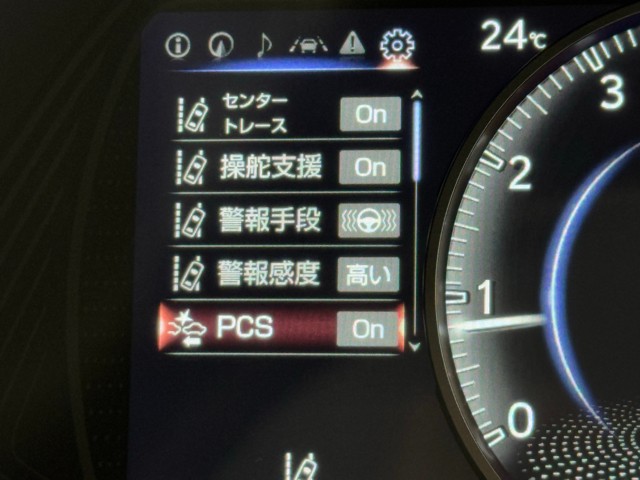 24℃
センター
トレース
On
操舵支援 On
警報手段
警報感度 高い
PCS On
3
2
1
0